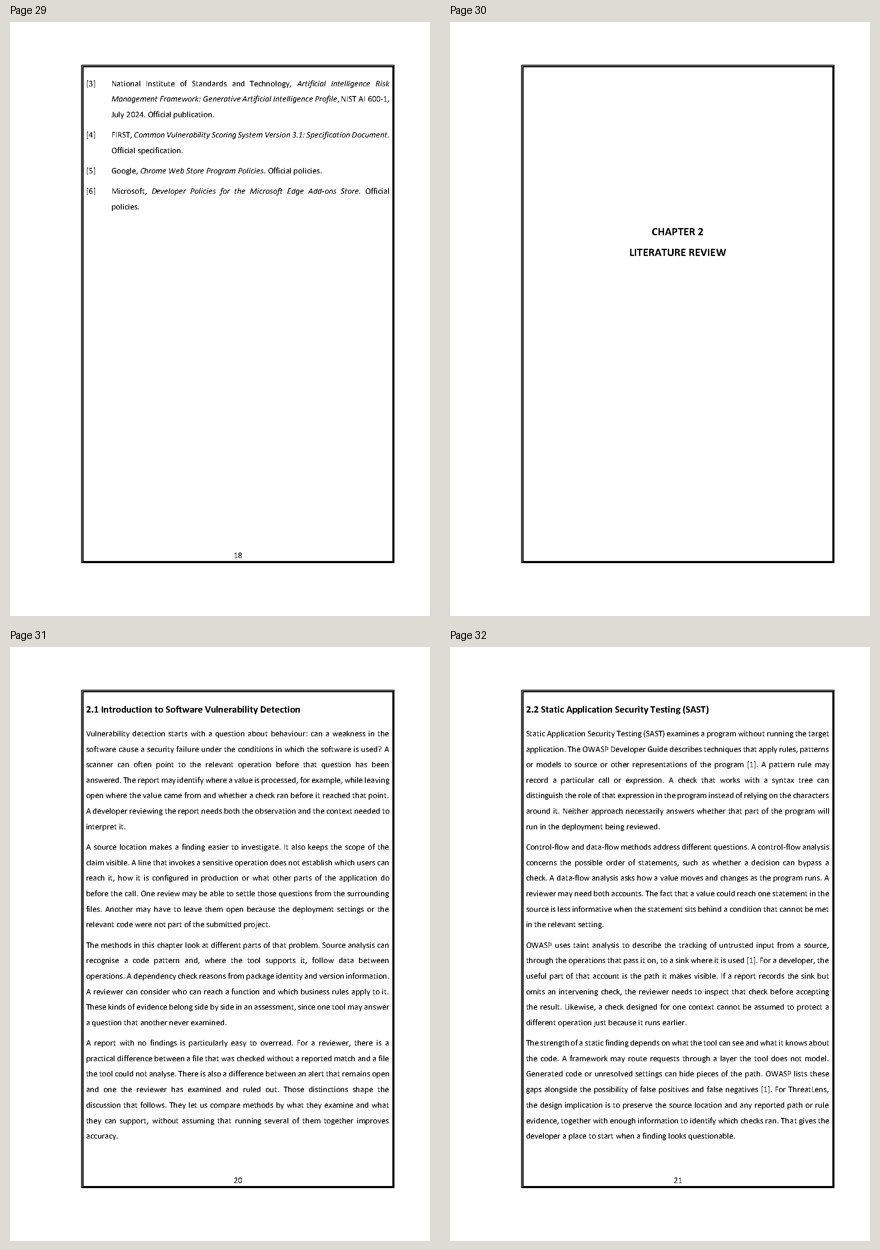 Page 29
[3] National Institute of Standards and Technology, Artificial Intelligence Risk
Management Framework: Generative Artificial Intelligence Profile, NIST AI 600-1,
July 2024. Official publication.
[4] FIRST, Common Vulnerability Scoring System Version 3.1: Specification Document.
Official specification.
[5] Google, Chrome Web Store Program Policies. Official policies.
[6] Microsoft, Developer Policies for the Microsoft Edge Add-ons Store. Official
policies.
18
Page 30
CHAPTER 2
LITERATURE REVIEW
Page 31
2.1 Introduction to Software Vulnerability Detection
Vulnerability detection starts with a question about behaviour: can a weakness in the
software cause a security failure under the conditions in which the software is used? A
scanner can often point to the relevant operation before that question has been
answered. The report may identify where a value is processed, for example, while leaving
open where the value came from and whether a check ran before it reached that point.
A developer reviewing the report needs both the observation and the context needed to
interpret it.
A source location makes a finding easier to investigate. It also keeps the scope of the
claim visible. A line that invokes a sensitive operation does not establish which users can
reach it, how it is configured in production or what other parts of the application do
before the call. One review may be able to settle those questions from the surrounding
files. Another may have to leave them open because the deployment settings or the
relevant code were not part of the submitted project.
The methods in this chapter look at different parts of that problem. Source analysis can
recognise a code pattern and, where the tool supports it, follow data between
operations. A dependency check reasons from package identity and version information.
A reviewer can consider who can reach a function and which business rules apply to it.
These kinds of evidence belong side by side in an assessment, since one tool may answer
a question that another never examined.
A report with no findings is particularly easy to overread. For a reviewer, there is a
practical difference between a file that was checked without a reported match and a file
the tool could not analyse. There is also a difference between an alert that remains open
and one the reviewer has examined and ruled out. Those distinctions shape the
discussion that follows. They let us compare methods by what they examine and what
they can support, without assuming that running several of them together improves
accuracy.
20
Page 32
2.2 Static Application Security Testing (SAST)
Static Application Security Testing (SAST) examines a program without running the target
application. The OWASP Developer Guide describes techniques that apply rules, patterns
or models to source or other representations of the program [1]. A pattern rule may
record a particular call or expression. A check that works with a syntax tree can
distinguish the role of that expression in the program instead of relying on the characters
around it. Neither approach necessarily answers whether that part of the program will
run in the deployment being reviewed.
Control-flow and data-flow methods address different questions. A control-flow analysis
concerns the possible order of statements, such as whether a decision can bypass a
check. A data-flow analysis asks how a value moves and changes as the program runs. A
reviewer may need both accounts. The fact that a value could reach one statement in the
source is less informative when the statement sits behind a condition that cannot be met
in the relevant setting.
OWASP uses taint analysis to describe the tracking of untrusted input from a source,
through the operations that pass it on, to a sink where it is used [1]. For a developer, the
useful part of that account is the path it makes visible. If a report records the sink but
omits an intervening check, the reviewer needs to inspect that check before accepting
the result. Likewise, a check designed for one context cannot be assumed to protect a
different operation just because it runs earlier.
The strength of a static finding depends on what the tool can see and what it knows about
the code. A framework may route requests through a layer the tool does not model.
Generated code or unresolved settings can hide pieces of the path. OWASP lists these
gaps alongside the possibility of false positives and false negatives [1]. For ThreatLens,
the design implication is to preserve the source location and any reported path or rule
evidence, together with enough information to identify which checks ran. That gives the
developer a place to start when a finding looks questionable.
21